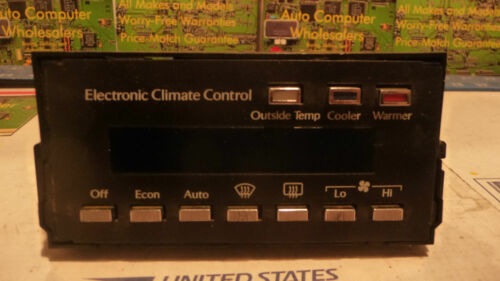 All Makes and Models
Auto Computer
Wholesalers
Worry-Free Warranties
Price-Match Guarantee
All Makes and Models
Worry-Free Warranties
Price-Match Guarantee
Auto Computer
Wholesalers
Electronic Climate Control
Outside Temp Cooler Warmer
Off Econ Auto Lo Hi
UNITED STATES